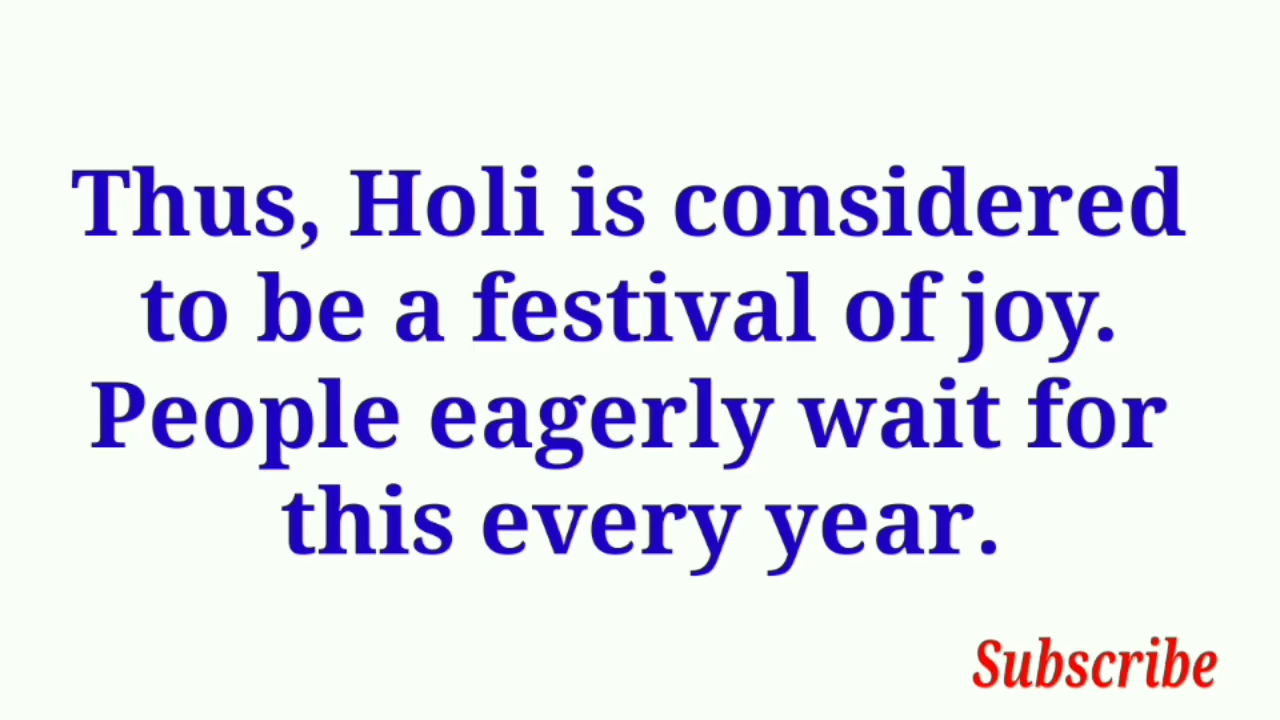 Thus, Holi is considered
to be a festival of joy.
People eagerly wait for
this every year.
Subscribe